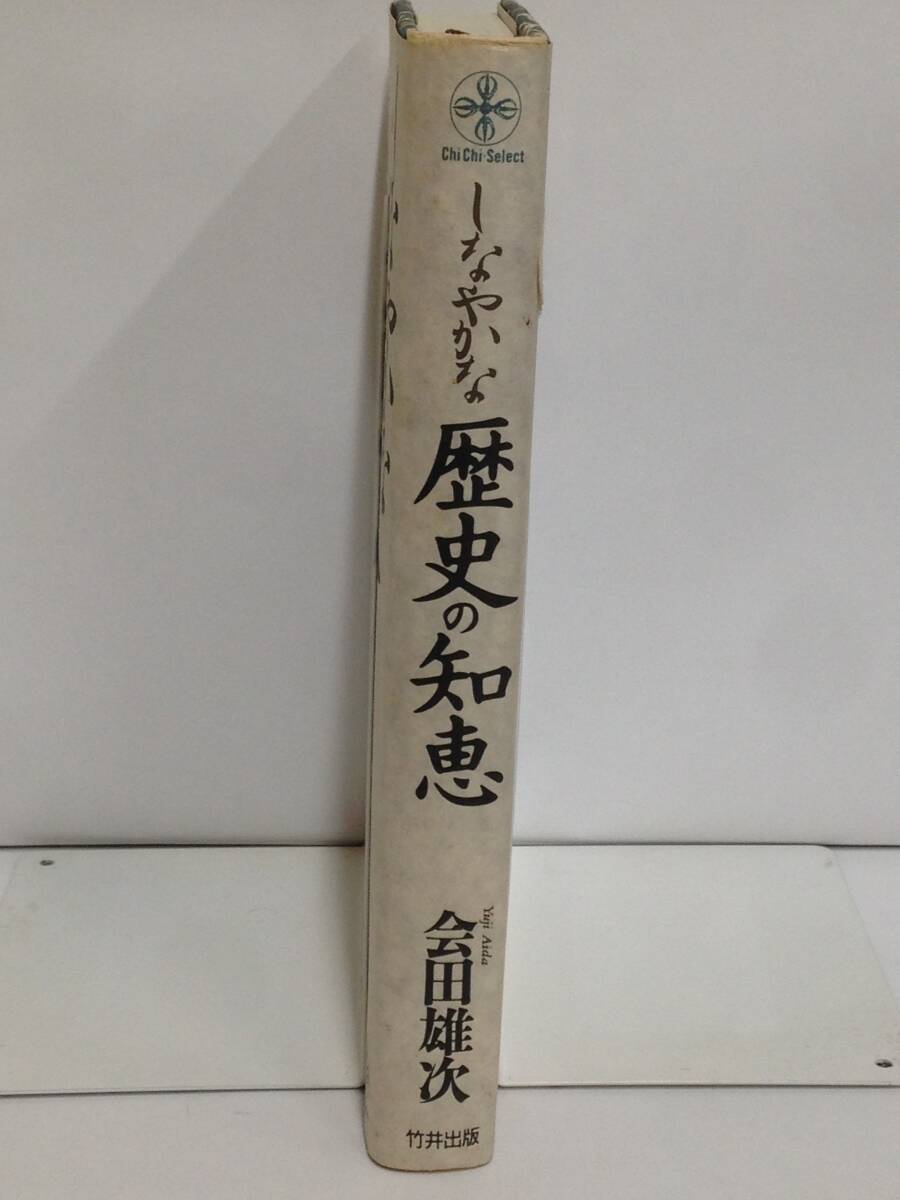 Chi Chi-Select
しなやかな
歴史の知恵
Yuji Aida
会田雄次
竹井出版